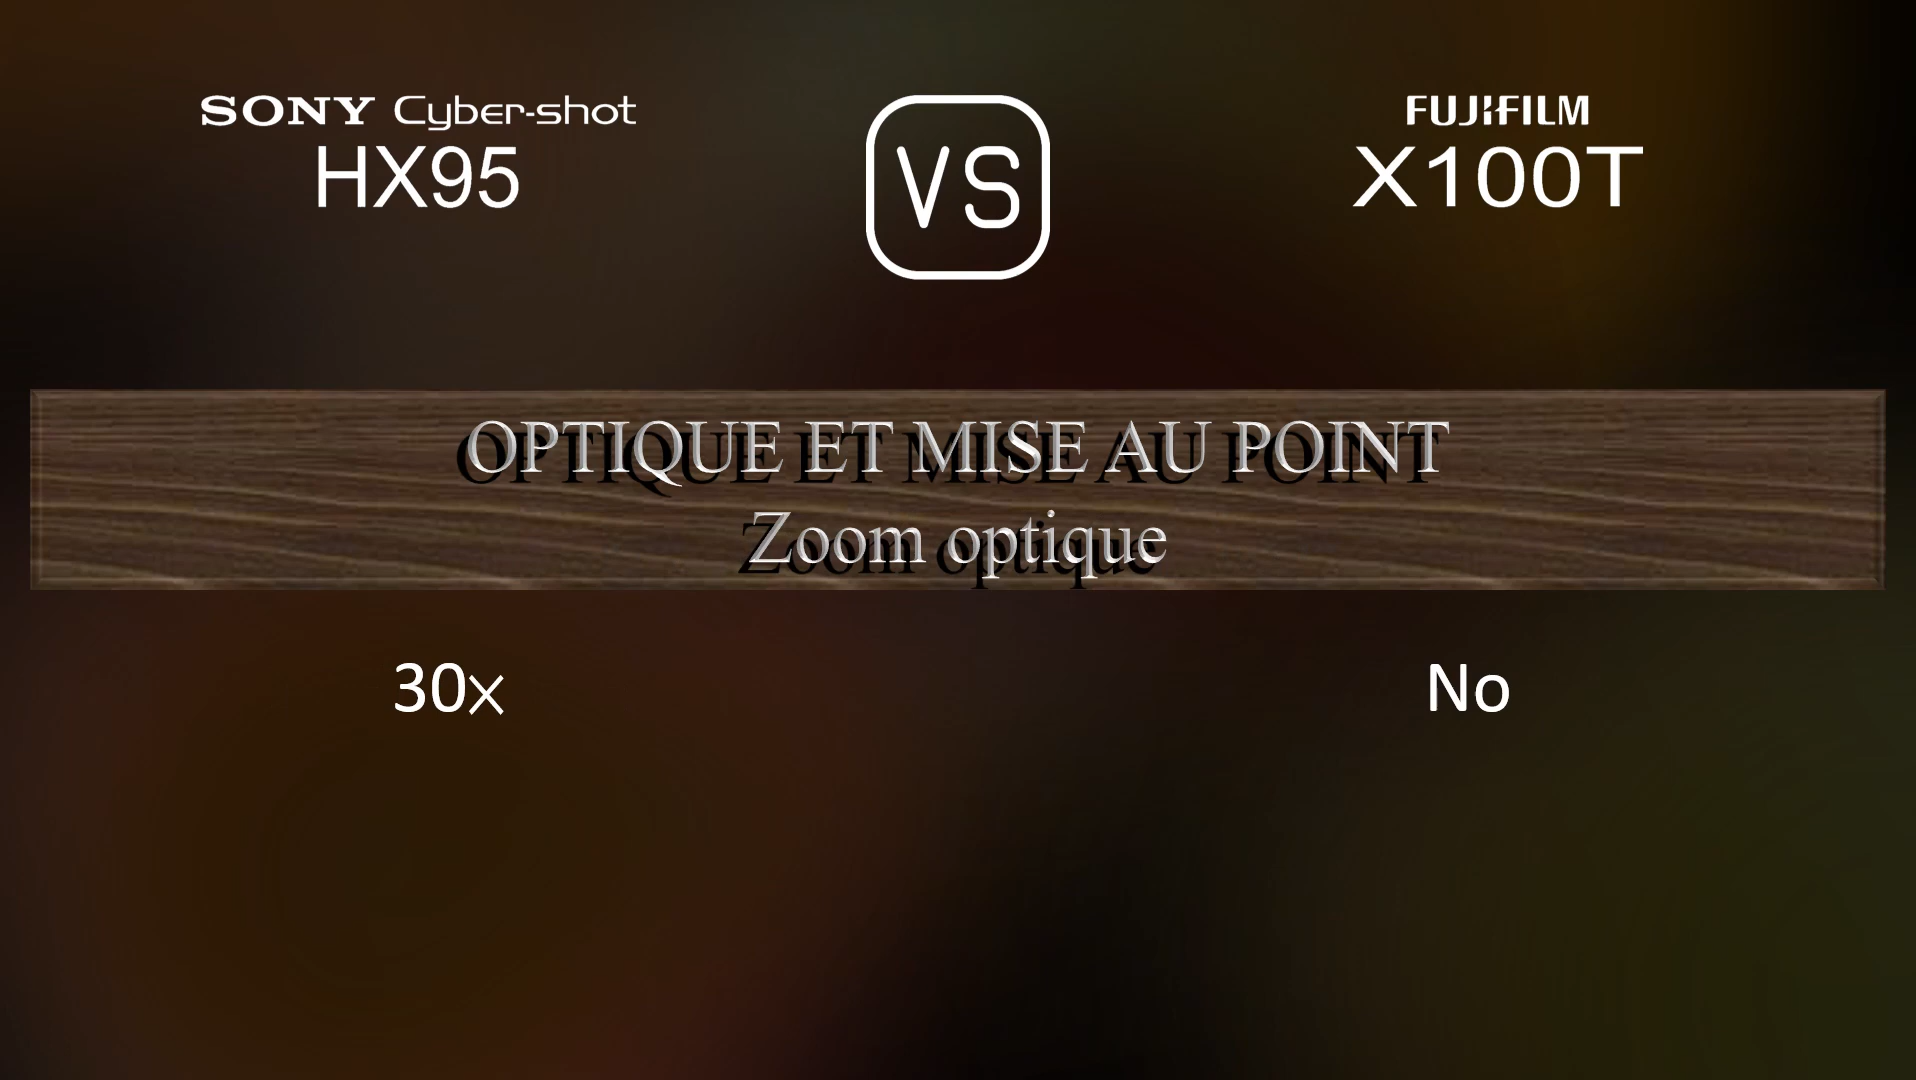 SONY Cyber-shot
HX95
VS
FUJIFILM
X100T
OPTIQUE ET MISE AU POINT
Zoom optique
30x
No